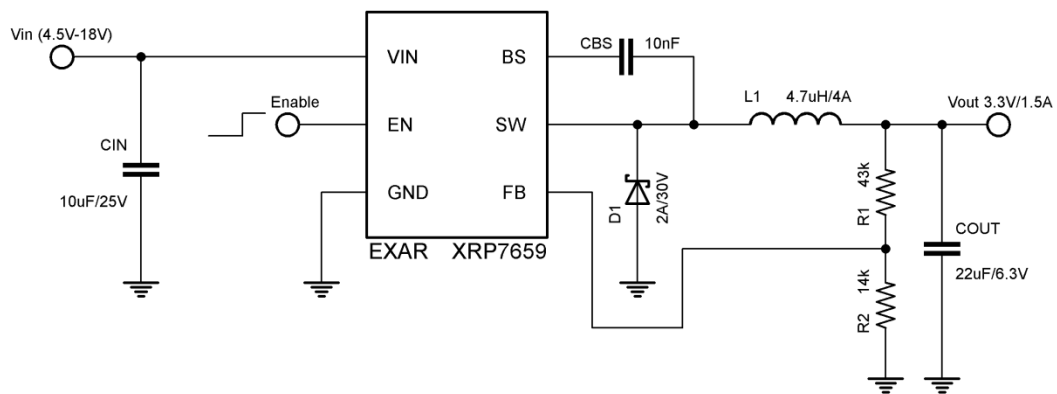 Vin (4.5V-18V)
CBS
10nF
VIN
BS
Enable
L1
4.7uH/4A
Vout 3.3V/1.5A
EN
SW
CIN
10uF/25V
GND
FB
D1
2A/30V
R1
43k
COUT
22uF/6.3V
EXAR XRP7659
R2
14k